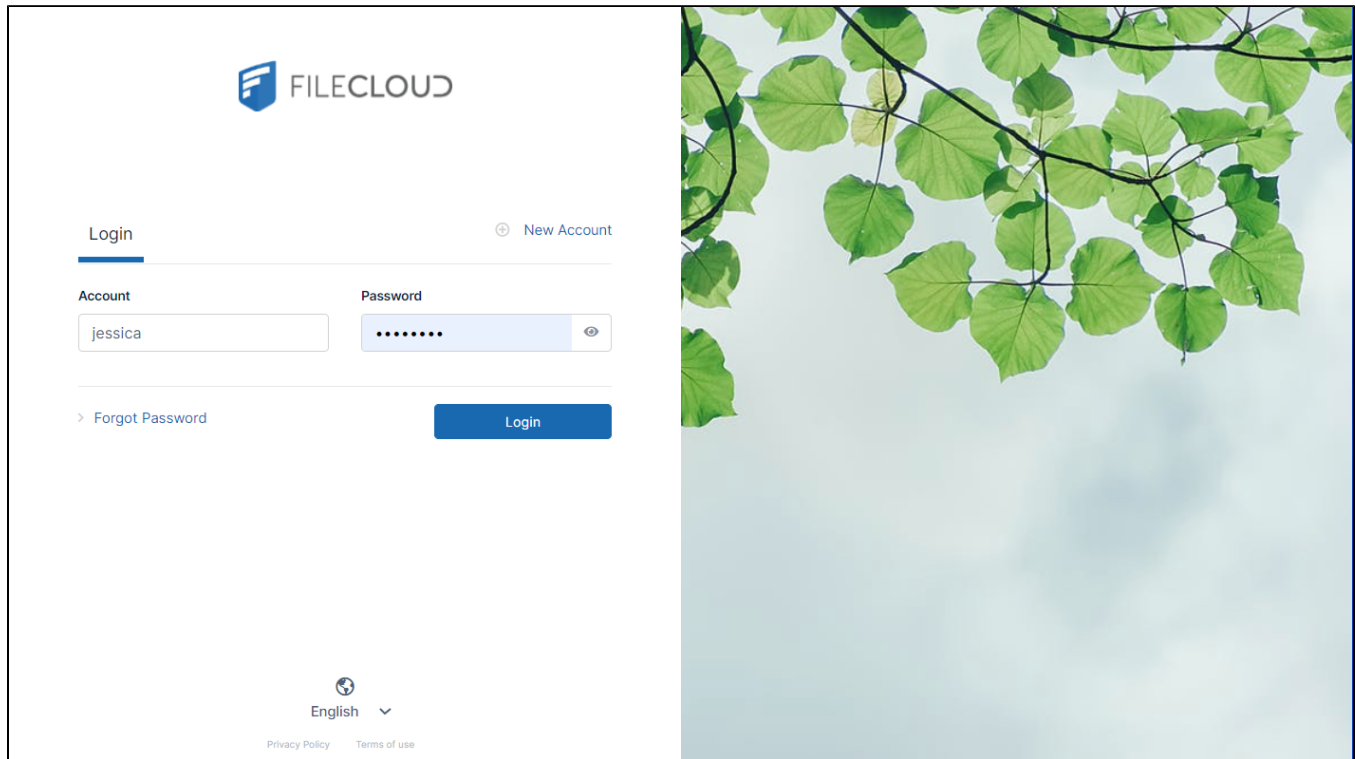 FILECLOUD
Login
New Account
Account
Password
jessica
••••••••
Forgot Password
Login
English
Privacy Policy
Terms of use